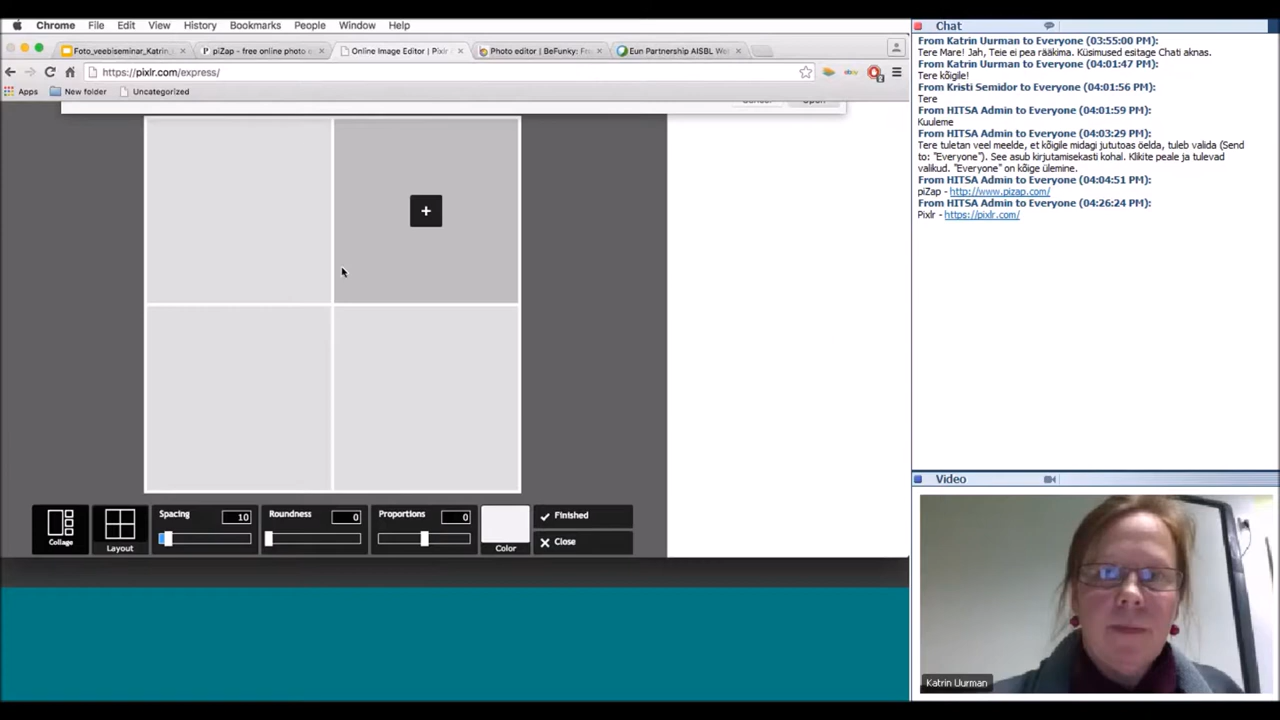 Chrome File Edit View History Bookmarks People Window Help
Foto_veebiseminar_Katrin_
piZap - free online photo e
Online Image Editor | Pixlr
Photo editor | BeFunky: Fre
Eun Partnership AISBL We
https://pixlr.com/express/
Apps New folder Uncategorized
+
Collage
Layout
Spacing 10
Roundness 0
Proportions 0
Color
Finished
Close
Chat
From Katrin Uurman to Everyone (03:55:00 PM):
Tere Mare! Jah, Teie ei pea rääkima. Küsimused esitage Chati aknas.
From Katrin Uurman to Everyone (04:01:47 PM):
Tere kõigile!
From Kristi Semidor to Everyone (04:01:56 PM):
Tere
From HITSA Admin to Everyone (04:01:59 PM):
Kuuleme
From HITSA Admin to Everyone (04:03:29 PM):
Tere tuletan veel meelde, et kõigile midagi jututoas öelda, tuleb valida (Send
to: "Everyone"). See asub kirjutamisekasti kohal. Klikite peale ja tulevad
valikud. "Everyone" on kõige ülemine.
From HITSA Admin to Everyone (04:04:51 PM):
piZap - http://www.pizap.com/
From HITSA Admin to Everyone (04:26:24 PM):
Pixlr - https://pixlr.com/
Video
Katrin Uurman